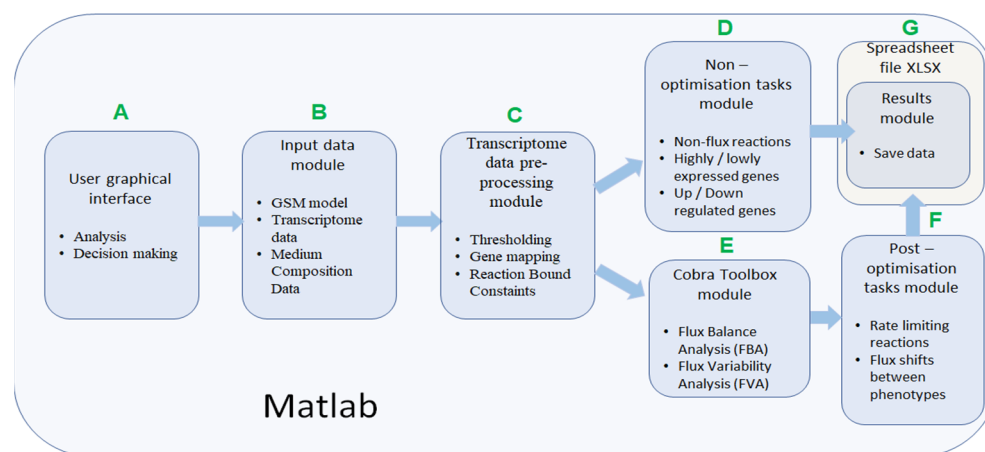 A
User graphical
interface
• Analysis
• Decision making
B
Input data
module
• GSM model
• Transcriptome
data
• Medium
Composition
Data
C
Transcriptome
data pre-
processing
module
• Thresholding
• Gene mapping
• Reaction Bound
Constaints
D
Non –
optimisation tasks
module
• Non-flux reactions
• Highly / lowly
expressed genes
• Up / Down
regulated genes
E
Cobra Toolbox
module
• Flux Balance
Analysis (FBA)
• Flux Variability
Analysis (FVA)
F
Post –
optimisation
tasks module
• Rate limiting
reactions
• Flux shifts
between
phenotypes
G
Spreadsheet
file XLSX
Results
module
• Save data
Matlab